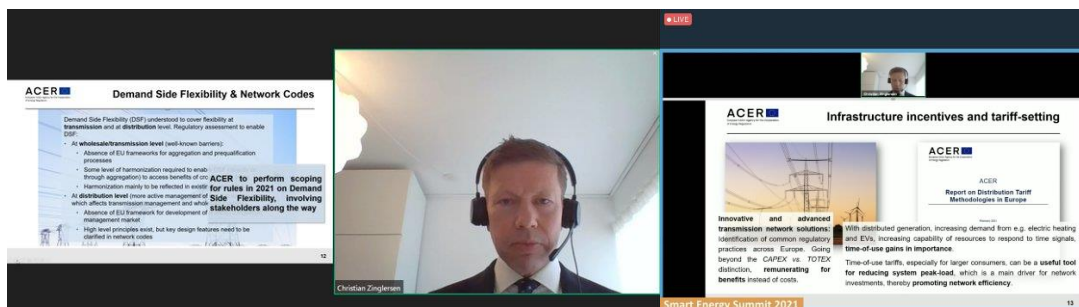 ACER
Demand Side Flexibility & Network Codes
Demand Side Flexibility (DSF) understood to cover flexibility at
transmission and at distribution level. Regulatory assessment to enable
DSF:
• At wholesale/transmission level (well-known barriers):
• Absence of EU frameworks for aggregation and prequalification
processes
• Some level of harmonization required to enab
through aggregation) to access benefits of cro
• Harmonization mainly to be reflected in existin
• At distribution level (more active management of
which affects transmission management and whol
• Absence of EU framework for development of
management market
• High level principles exist, but key design features need to be
clarified in network codes
ACER to perform scoping
for rules in 2021 on Demand
Side Flexibility, involving
stakeholders along the way
12
Christian Zinglersen
LIVE
Christian Zinglersen
ACER
Infrastructure incentives and tariff-setting
ACER
ACER
Report on Distribution Tariff
Methodologies in Europe
Innovative and advanced
transmission network solutions:
Identification of common regulatory
practices across Europe. Going
beyond the CAPEX vs. TOTEX
distinction, remunerating for
benefits instead of costs.
With distributed generation, increasing demand from e.g. electric heating
and EVs, increasing capability of resources to respond to time signals,
time-of-use gains in importance.
Time-of-use tariffs, especially for larger consumers, can be a useful tool
for reducing system peak-load, which is a main driver for network
investments, thereby promoting network efficiency.
Smart Energy Summit 2021
13